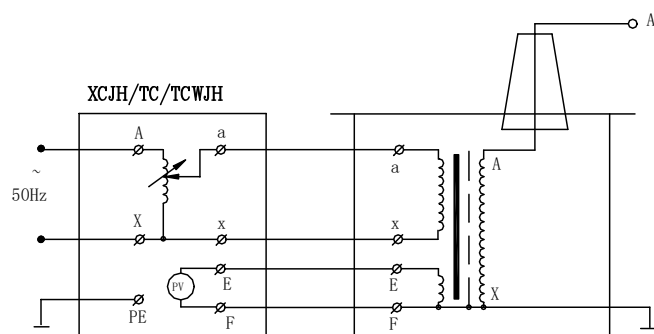 A
XCJH/TC/TCWJH
A a
a A
~
50Hz
X x x
E E
PV
X
PE F F